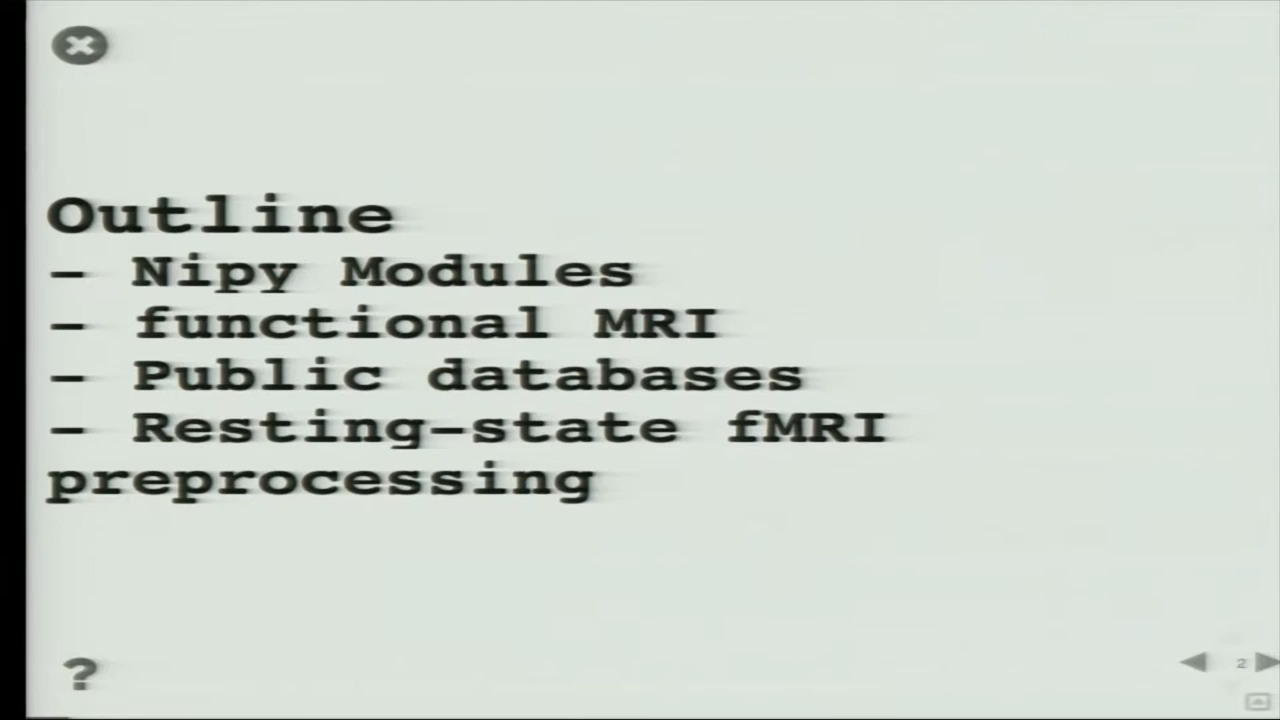 Outline
- Nipy Modules
- functional MRI
- Public databases
- Resting-state fMRI
preprocessing
?
2